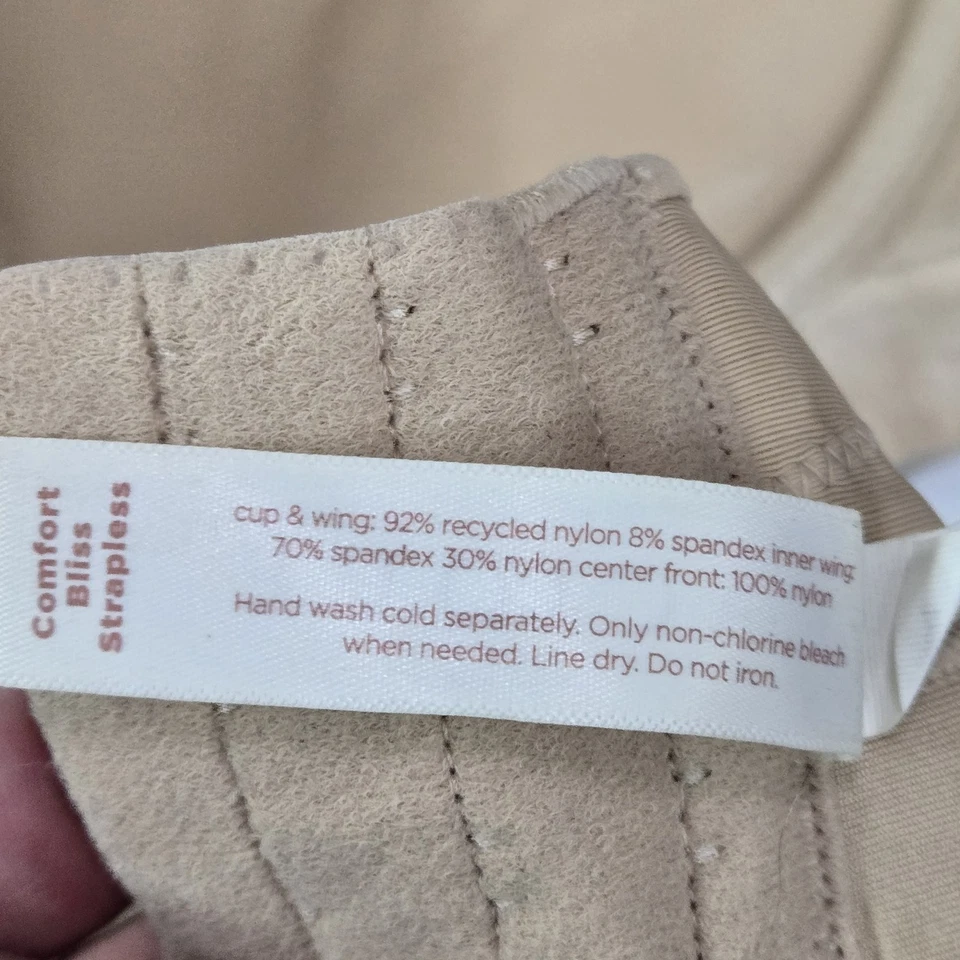 Comfort
Bliss
Strapless
cup & wing: 92% recycled nylon 8% spandex inner wing:
70% spandex 30% nylon center front: 100% nylon
Hand wash cold separately. Only non-chlorine bleach
when needed. Line dry. Do not iron.